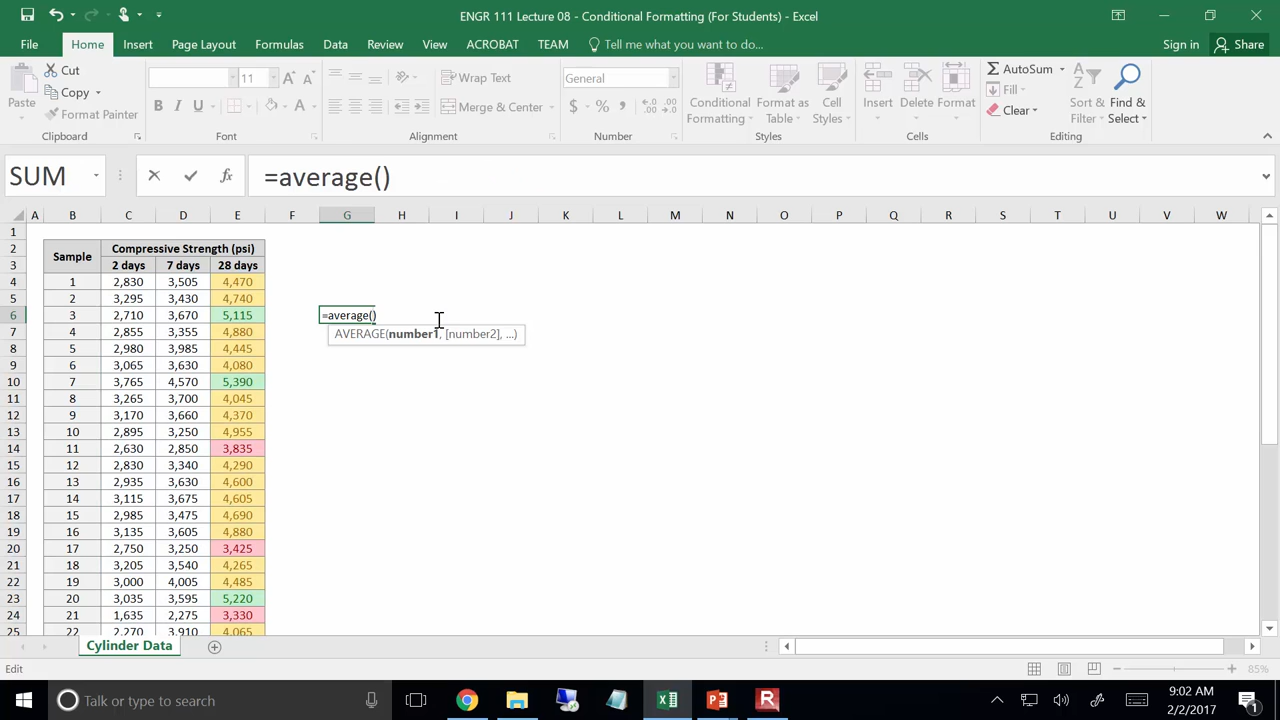 ENGR 111 Lecture 08 - Conditional Formatting (For Students) - Excel
File Home Insert Page Layout Formulas Data Review View ACROBAT TEAM Tell me what you want to do... Sign in Share
Paste Cut Copy Format Painter Clipboard
11 A A B I U A Font
Wrap Text Merge & Center Alignment
General $ % , Number
Conditional Formatting Format as Table Cell Styles Styles
Insert Delete Format Cells
AutoSum Fill Clear Sort & Filter Find & Select Editing
SUM fx =average()
A B C D E F G H I J K L M N O P Q R S T U V W
1
2 Sample Compressive Strength (psi)
3 2 days 7 days 28 days
4 1 2,830 3,505 4,470
5 2 3,295 3,430 4,740
6 3 2,710 3,670 5,115 =average()
7 4 2,855 3,355 4,880 AVERAGE(number1, [number2], ...)
8 5 2,980 3,985 4,445
9 6 3,065 3,630 4,080
10 7 3,765 4,570 5,390
11 8 3,265 3,700 4,045
12 9 3,170 3,660 4,370
13 10 2,895 3,250 4,955
14 11 2,630 2,850 3,835
15 12 2,830 3,340 4,290
16 13 2,935 3,630 4,600
17 14 3,115 3,675 4,605
18 15 2,985 3,475 4,690
19 16 3,135 3,605 4,880
20 17 2,750 3,250 3,425
21 18 3,205 3,540 4,265
22 19 3,000 4,005 4,485
23 20 3,035 3,595 5,220
24 21 1,635 2,275 3,330
25 22 2,270 3,910 4,065
Cylinder Data
Edit 85%
Talk or type to search
9:02 AM
2/2/2017
1